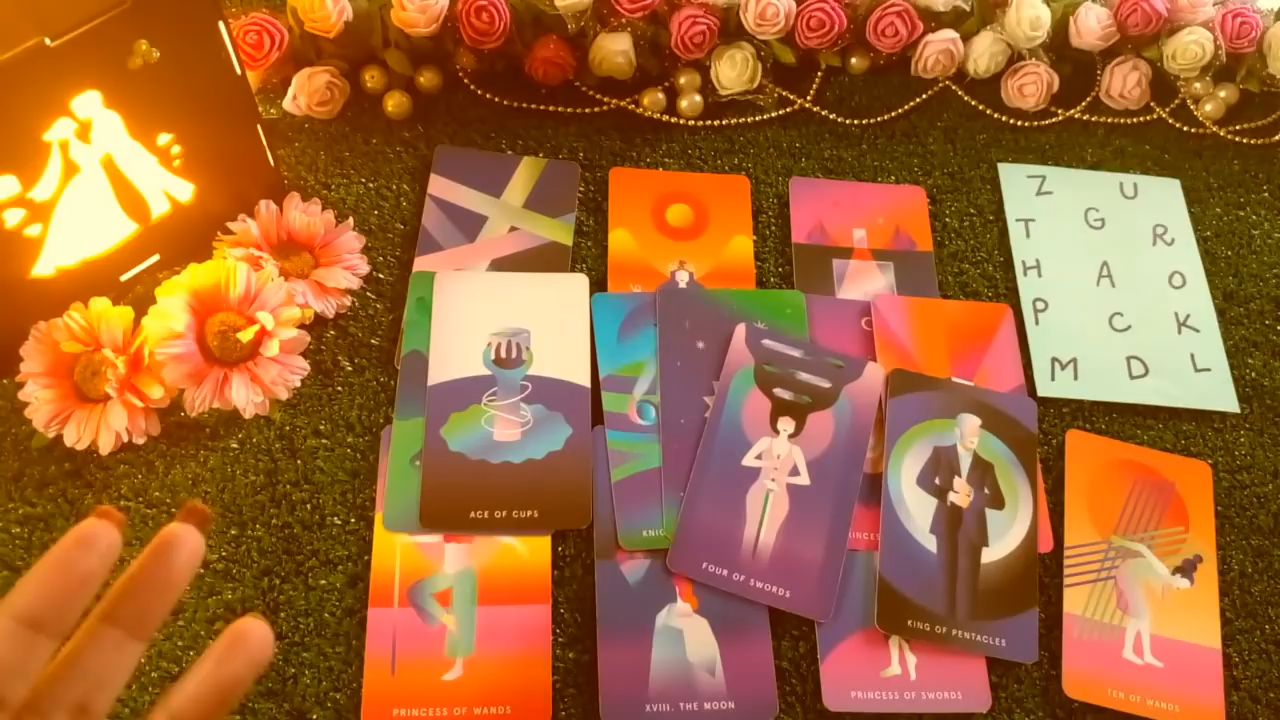 Z U
T G R
H A O
P C K
M D L
ACE OF CUPS
KNIG
FOUR OF SWORDS
KING OF PENTACLES
PRINCESS OF WANDS
XVIII. THE MOON
PRINCESS OF SWORDS
TEN OF WANDS